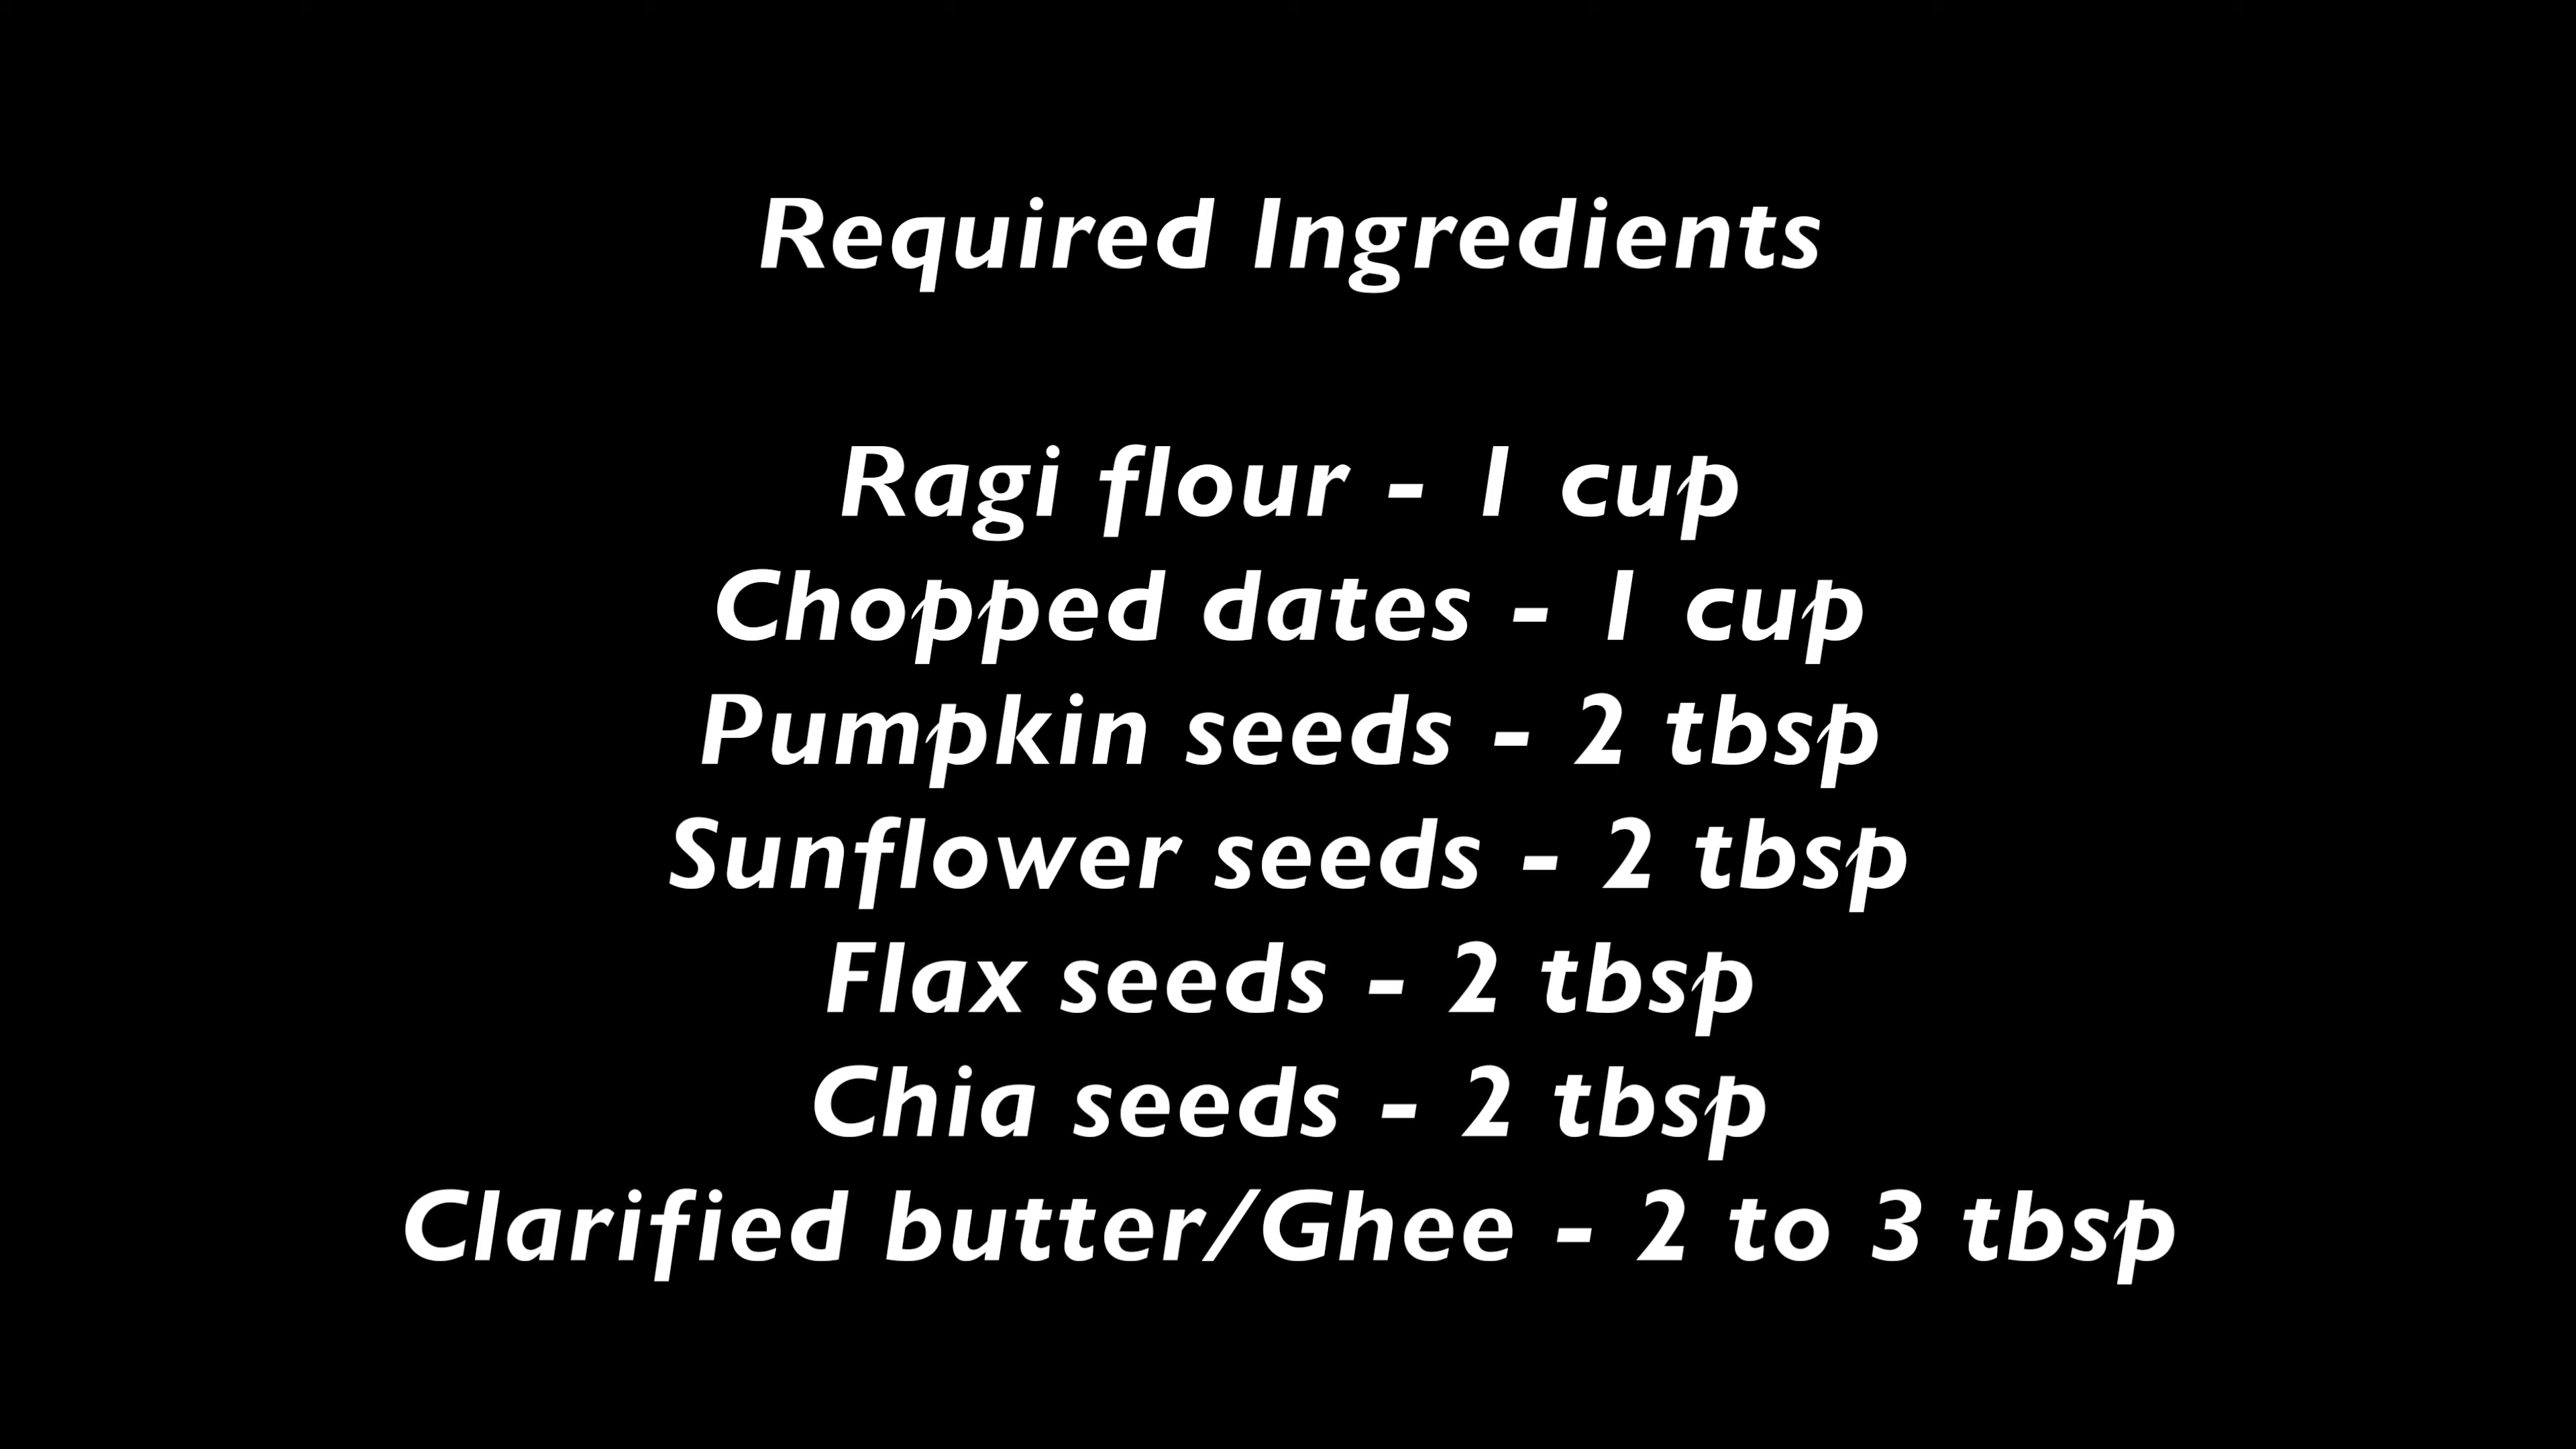 Required Ingredients
Ragi flour - 1 cup
Chopped dates - 1 cup
Pumpkin seeds - 2 tbsp
Sunflower seeds - 2 tbsp
Flax seeds - 2 tbsp
Chia seeds - 2 tbsp
Clarified butter/Ghee - 2 to 3 tbsp